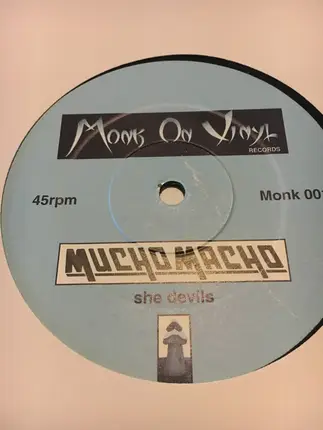 Monk On Vinyl
RECORDS
45rpm
Monk 001
MUCHO MACHO
she devils